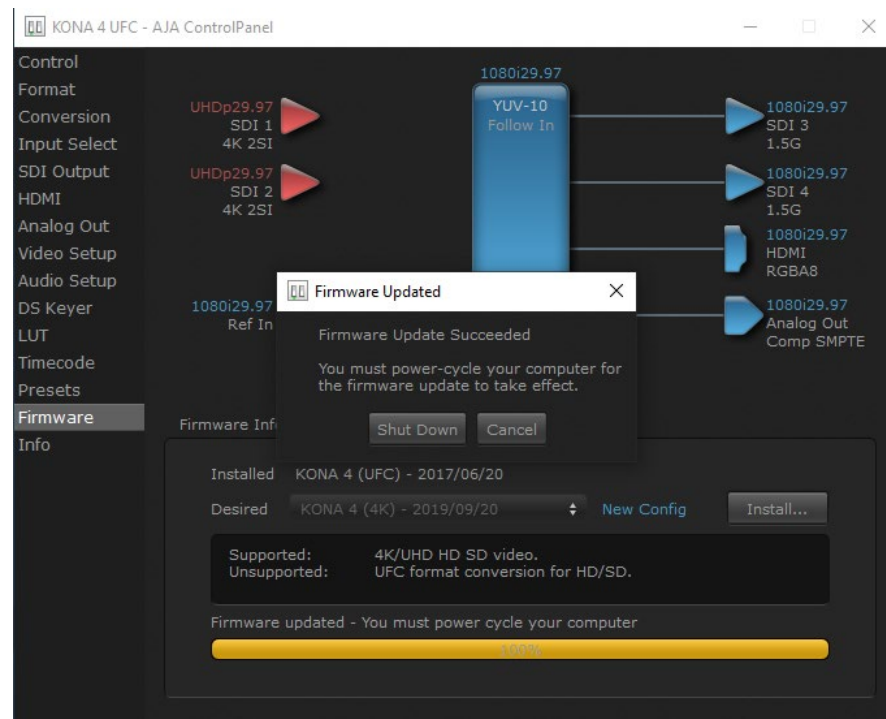 KONA 4 UFC - AJA ControlPanel
Control
Format
Conversion
Input Select
SDI Output
HDMI
Analog Out
Video Setup
Audio Setup
DS Keyer
LUT
Timecode
Presets
Firmware
Info
1080i29.97
YUV-10
Follow In
UHDp29.97
SDI 1
4K 2SI
UHDp29.97
SDI 2
4K 2SI
1080i29.97
Ref In
1080i29.97
SDI 3
1.5G
1080i29.97
SDI 4
1.5G
1080i29.97
HDMI
RGBA8
1080i29.97
Analog Out
Comp SMPTE
Firmware Updated
Firmware Update Succeeded
You must power-cycle your computer for
the firmware update to take effect.
Shut Down Cancel
Firmware
Installed KONA 4 (UFC) - 2017/06/20
Desired KONA 4 (4K) - 2019/09/20 New Config Install...
Supported: 4K/UHD HD SD video.
Unsupported: UFC format conversion for HD/SD.
Firmware updated - You must power cycle your computer
100%